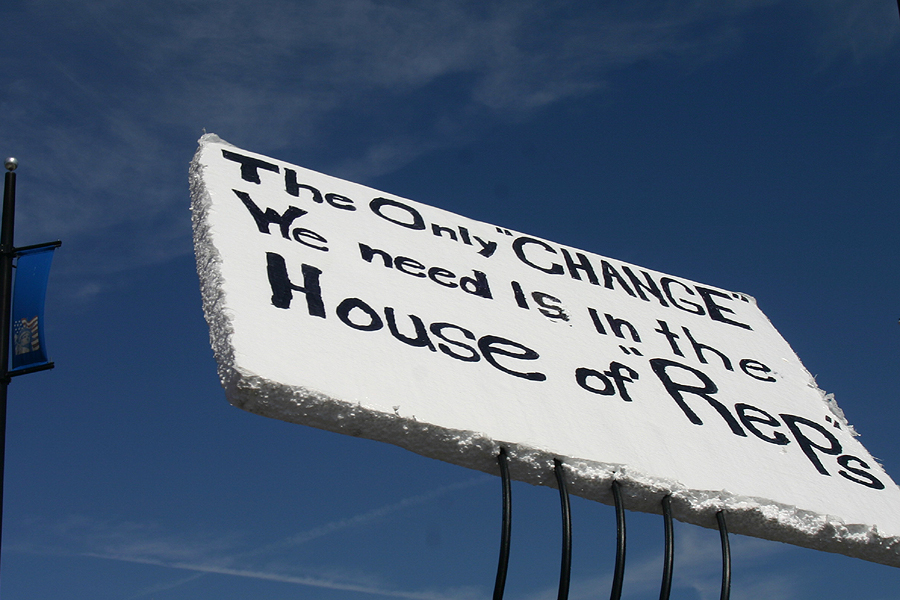 The Only "CHANGE"
We need Is in the
House of "Rep"s